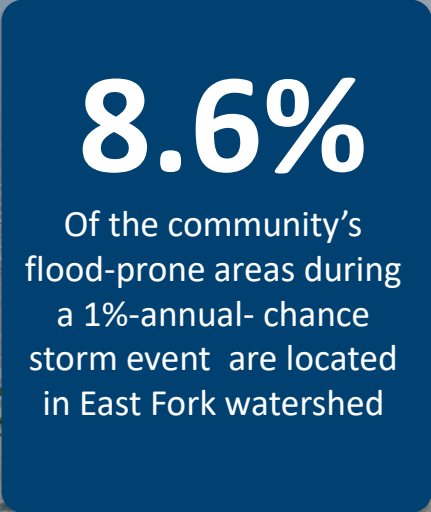 8.6%
Of the community’s
flood-prone areas during
a 1%-annual- chance
storm event  are located
in East Fork watershed